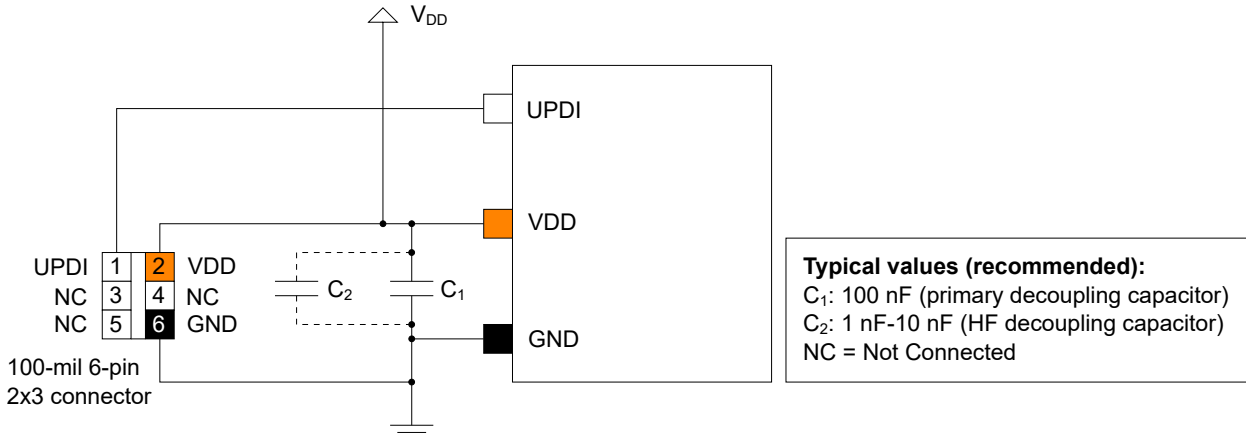 V_DD
UPDI
VDD
GND
UPDI 1 2 VDD
NC 3 4 NC
NC 5 6 GND
100-mil 6-pin
2x3 connector
C₂
C₁
Typical values (recommended):
C₁: 100 nF (primary decoupling capacitor)
C₂: 1 nF-10 nF (HF decoupling capacitor)
NC = Not Connected